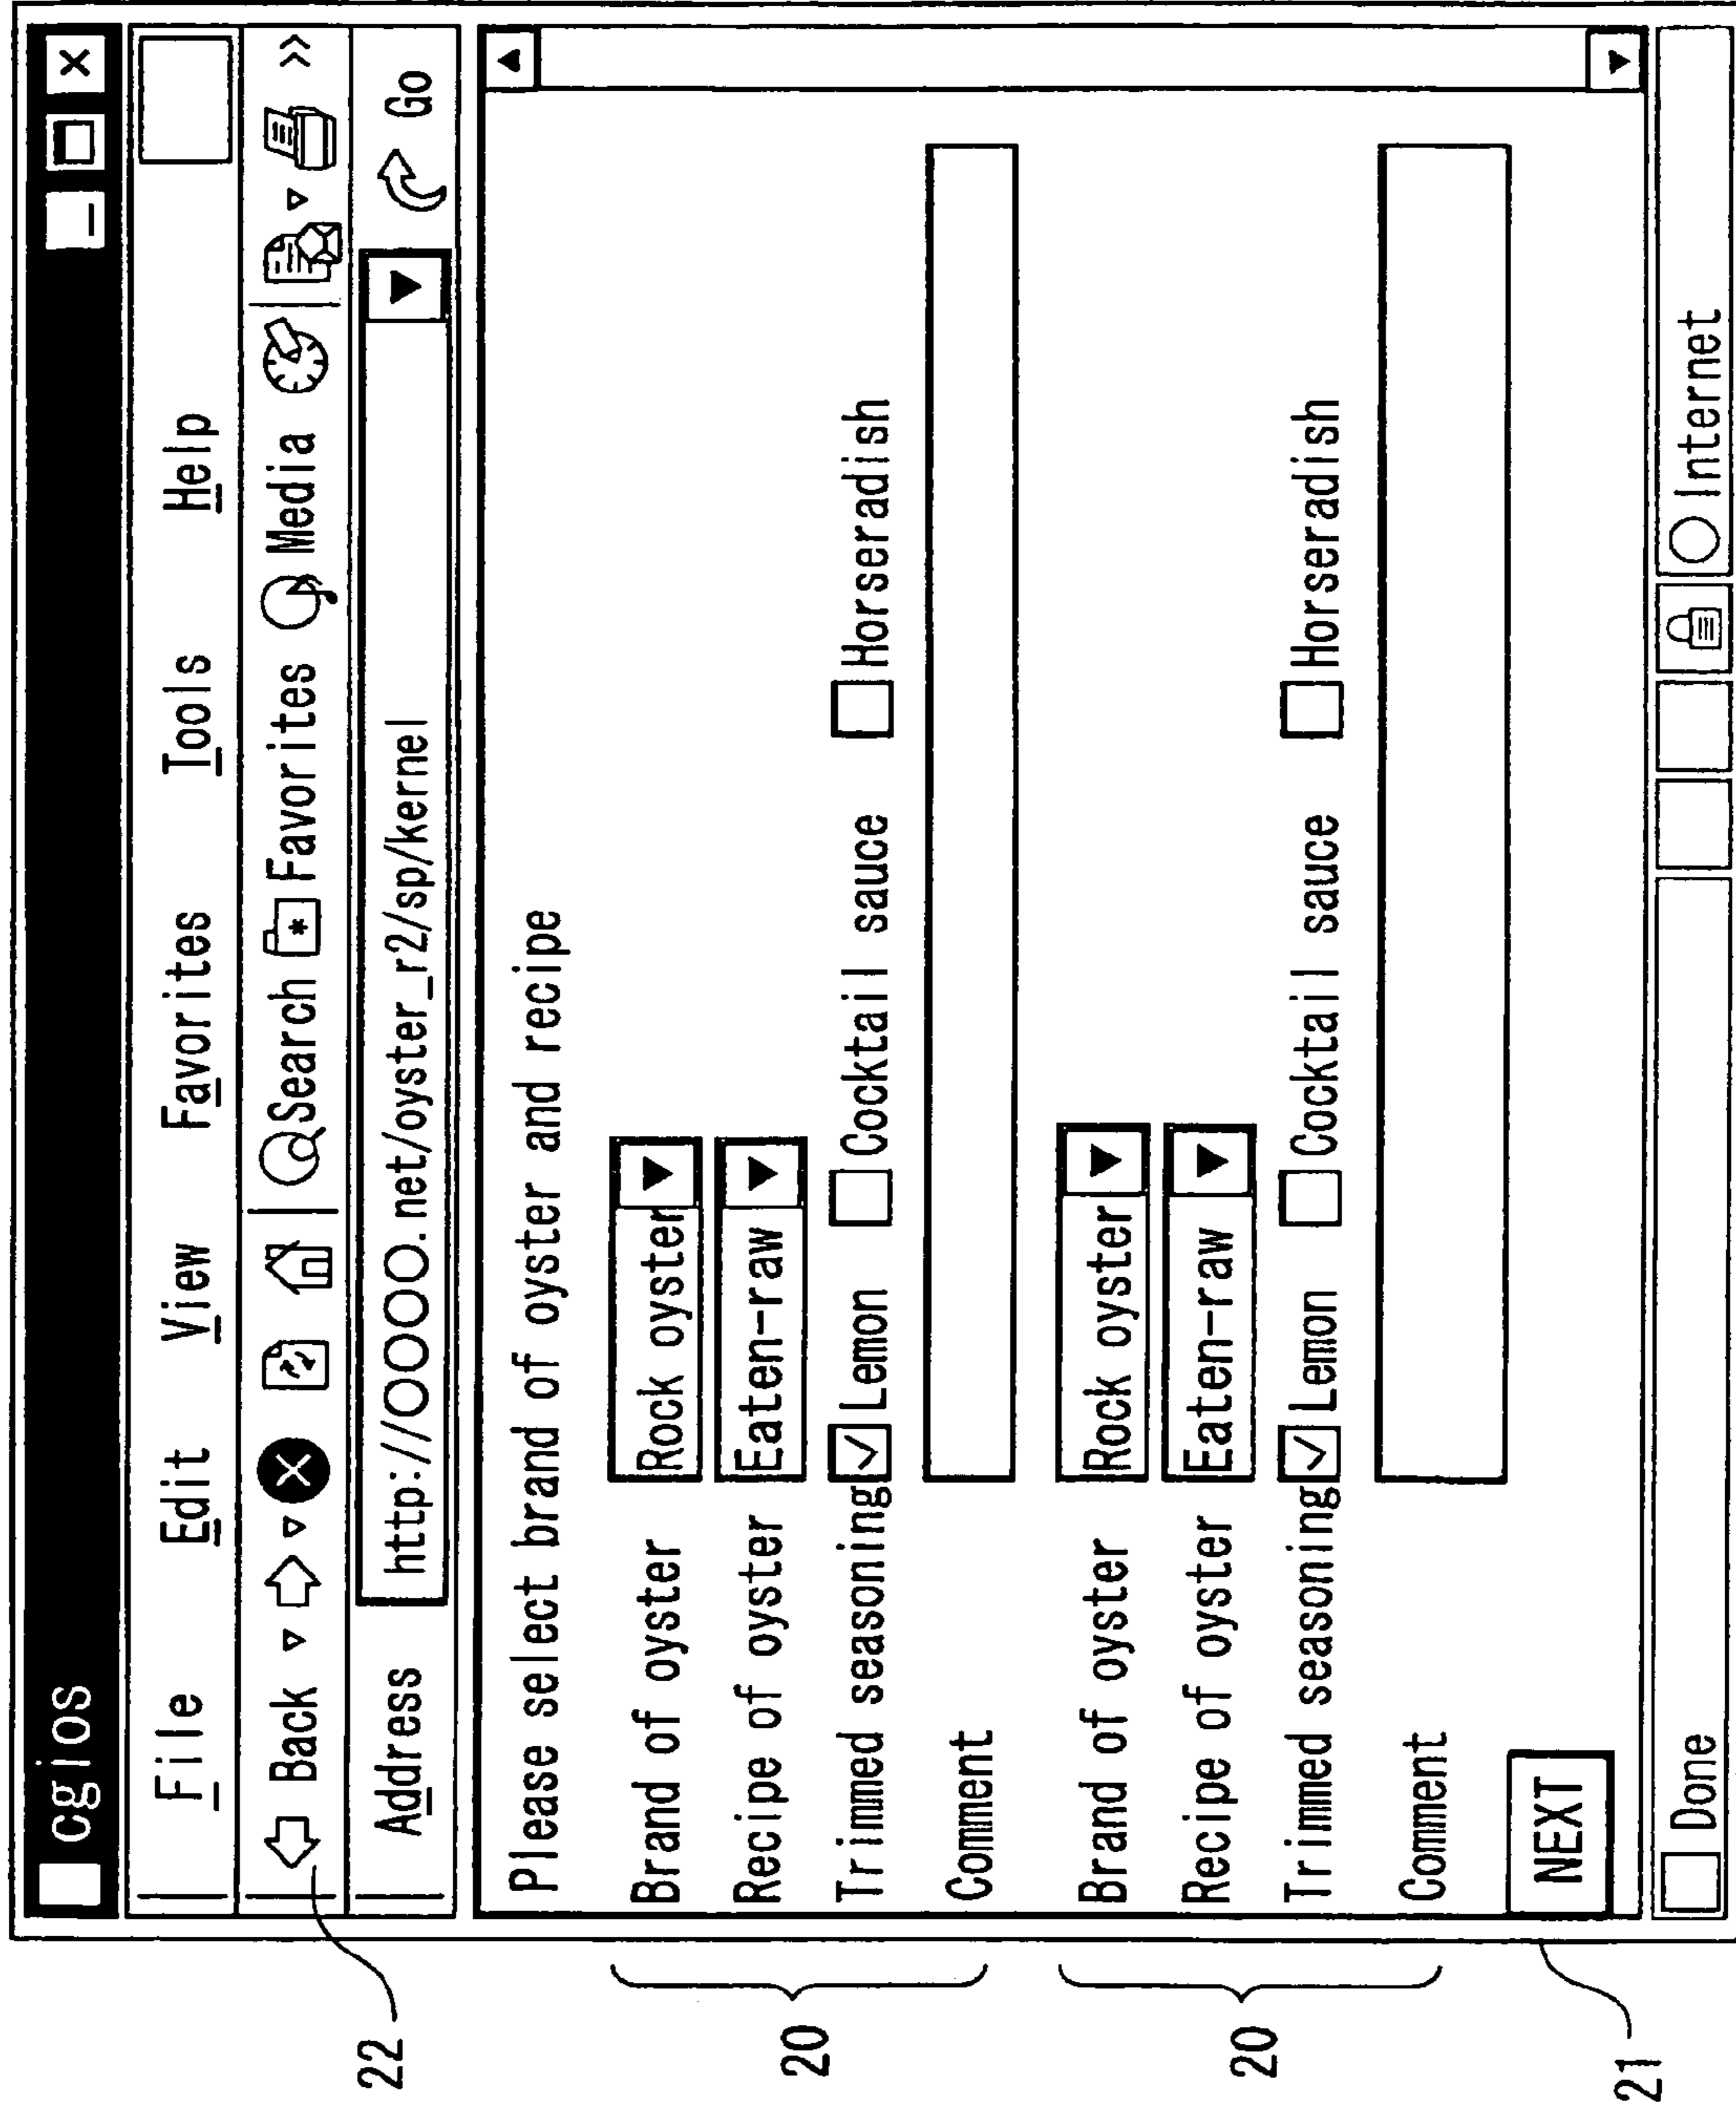 cgios
File Edit View Favorites Tools Help
Back Search Favorites Media
Address http://OOOO.net/oyster_r2/sp/kernel Go
Please select brand of oyster and recipe
Brand of oyster Rock oyster
Recipe of oyster Eaten-raw
Trimmed seasoning Lemon Cocktail sauce Horseradish
Comment
Brand of oyster Rock oyster
Recipe of oyster Eaten-raw
Trimmed seasoning Lemon Cocktail sauce Horseradish
Comment
NEXT
Done Internet
22
20
20
21